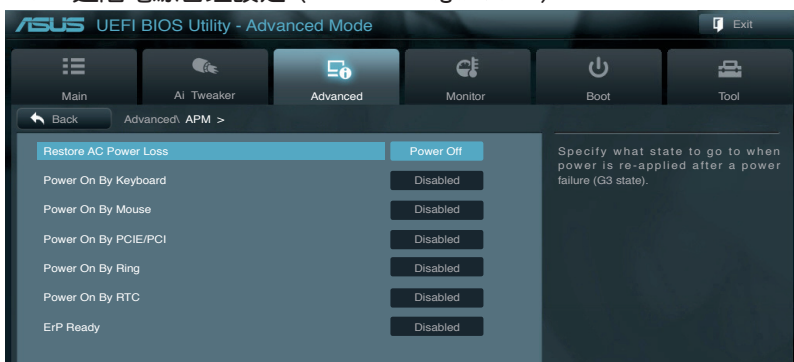 ASUS UEFI BIOS Utility - Advanced Mode
Exit
Main
Ai Tweaker
Advanced
Monitor
Boot
Tool
Back
Advanced\ APM >
Restore AC Power Loss
Power Off
Power On By Keyboard
Disabled
Power On By Mouse
Disabled
Power On By PCIE/PCI
Disabled
Power On By Ring
Disabled
Power On By RTC
Disabled
ErP Ready
Disabled
Specify what state to go to when
power is re-applied after a power
failure (G3 state).